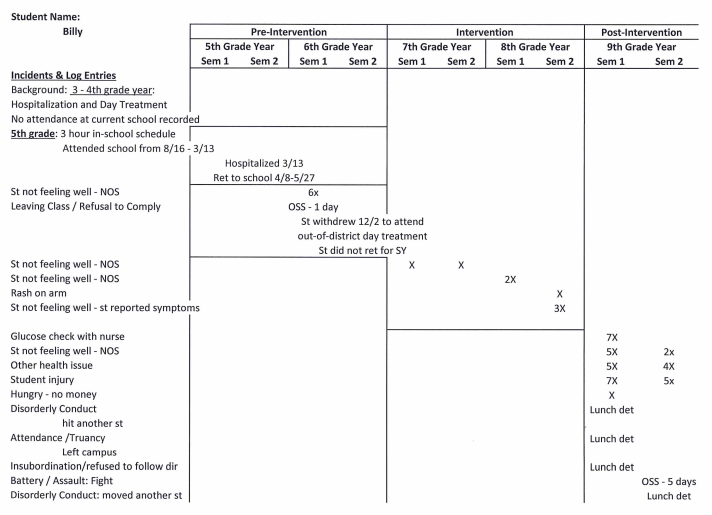 Student Name:
Billy Pre-Intervention Intervention Post-Intervention
5th Grade Year 6th Grade Year 7th Grade Year 8th Grade Year 9th Grade Year
Sem 1 Sem 2 Sem 1 Sem 2 Sem 1 Sem 2 Sem 1 Sem 2 Sem 1 Sem 2
Incidents & Log Entries
Background: 3 - 4th grade year:
Hospitalization and Day Treatment
No attendance at current school recorded
5th grade: 3 hour in-school schedule
Attended school from 8/16 - 3/13
Hospitalized 3/13
Ret to school 4/8-5/27
St not feeling well - NOS 6x
Leaving Class / Refusal to Comply OSS - 1 day
St withdrew 12/2 to attend
out-of-district day treatment
St did not ret for SY
St not feeling well - NOS X X
St not feeling well - NOS 2X
Rash on arm X
St not feeling well - st reported symptoms 3X
Glucose check with nurse 7X
St not feeling well - NOS 5X 2x
Other health issue 5X 4X
Student injury 7X 5x
Hungry - no money X
Disorderly Conduct Lunch det
hit another st
Attendance /Truancy Lunch det
Left campus
Insubordination/refused to follow dir Lunch det
Battery / Assault: Fight OSS - 5 days
Disorderly Conduct: moved another st Lunch det